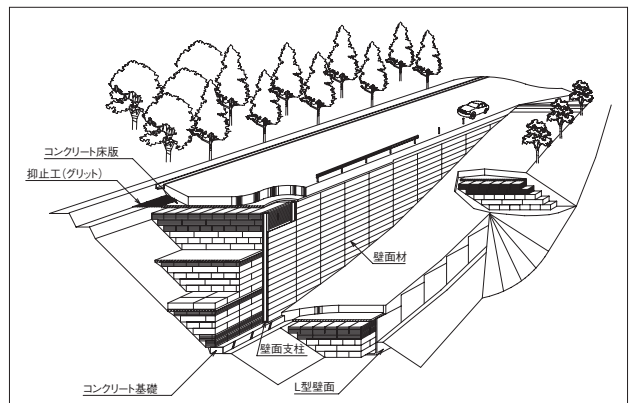 コンクリート床版
抑止工(グリット)
壁面材
壁面支柱
コンクリート基礎
L型壁面